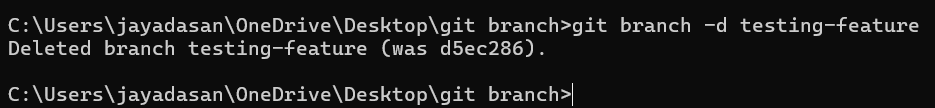 C:\Users\jayadasan\OneDrive\Desktop\git branch>git branch -d testing-feature
Deleted branch testing-feature (was d5ec286).
C:\Users\jayadasan\OneDrive\Desktop\git branch>